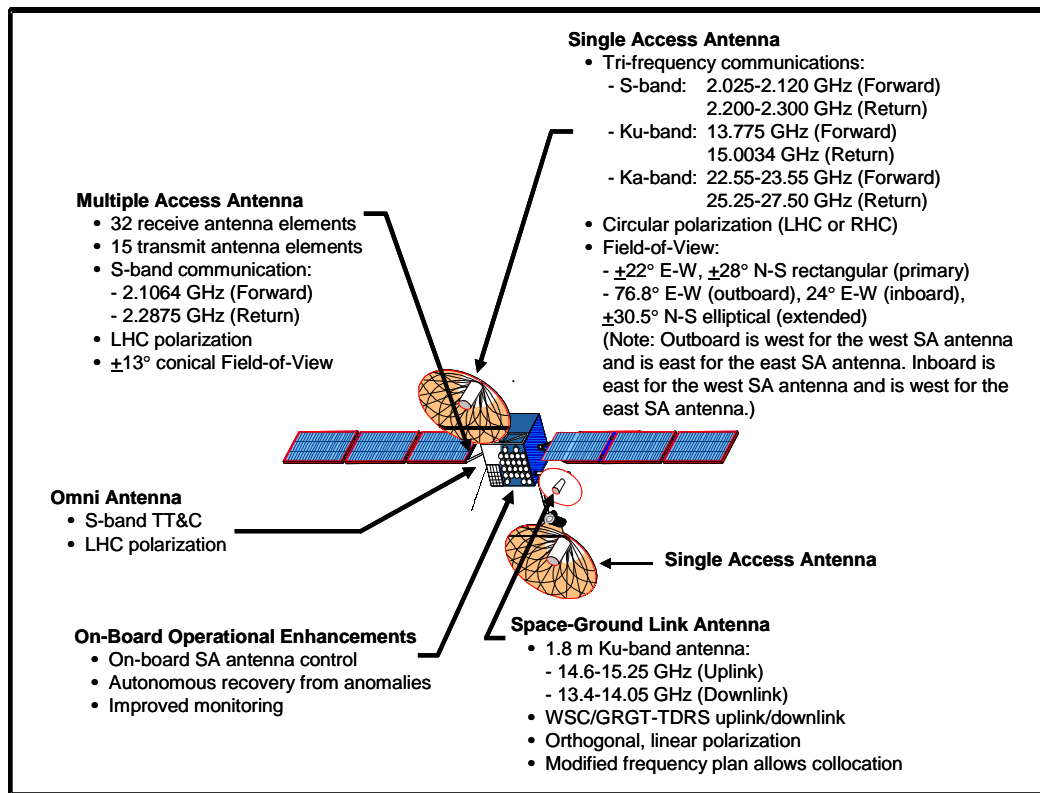 Single Access Antenna
• Tri-frequency communications:
- S-band: 2.025-2.120 GHz (Forward)
2.200-2.300 GHz (Return)
- Ku-band: 13.775 GHz (Forward)
15.0034 GHz (Return)
- Ka-band: 22.55-23.55 GHz (Forward)
25.25-27.50 GHz (Return)
• Circular polarization (LHC or RHC)
• Field-of-View:
- ±22° E-W, ±28° N-S rectangular (primary)
- 76.8° E-W (outboard), 24° E-W (inboard),
±30.5° N-S elliptical (extended)
(Note: Outboard is west for the west SA antenna
and is east for the east SA antenna. Inboard is
east for the west SA antenna and is west for the
east SA antenna.)
Multiple Access Antenna
• 32 receive antenna elements
• 15 transmit antenna elements
• S-band communication:
- 2.1064 GHz (Forward)
- 2.2875 GHz (Return)
• LHC polarization
• ±13° conical Field-of-View
Omni Antenna
• S-band TT&C
• LHC polarization
Single Access Antenna
On-Board Operational Enhancements
• On-board SA antenna control
• Autonomous recovery from anomalies
• Improved monitoring
Space-Ground Link Antenna
• 1.8 m Ku-band antenna:
- 14.6-15.25 GHz (Uplink)
- 13.4-14.05 GHz (Downlink)
• WSC/GRGT-TDRS uplink/downlink
• Orthogonal, linear polarization
• Modified frequency plan allows collocation